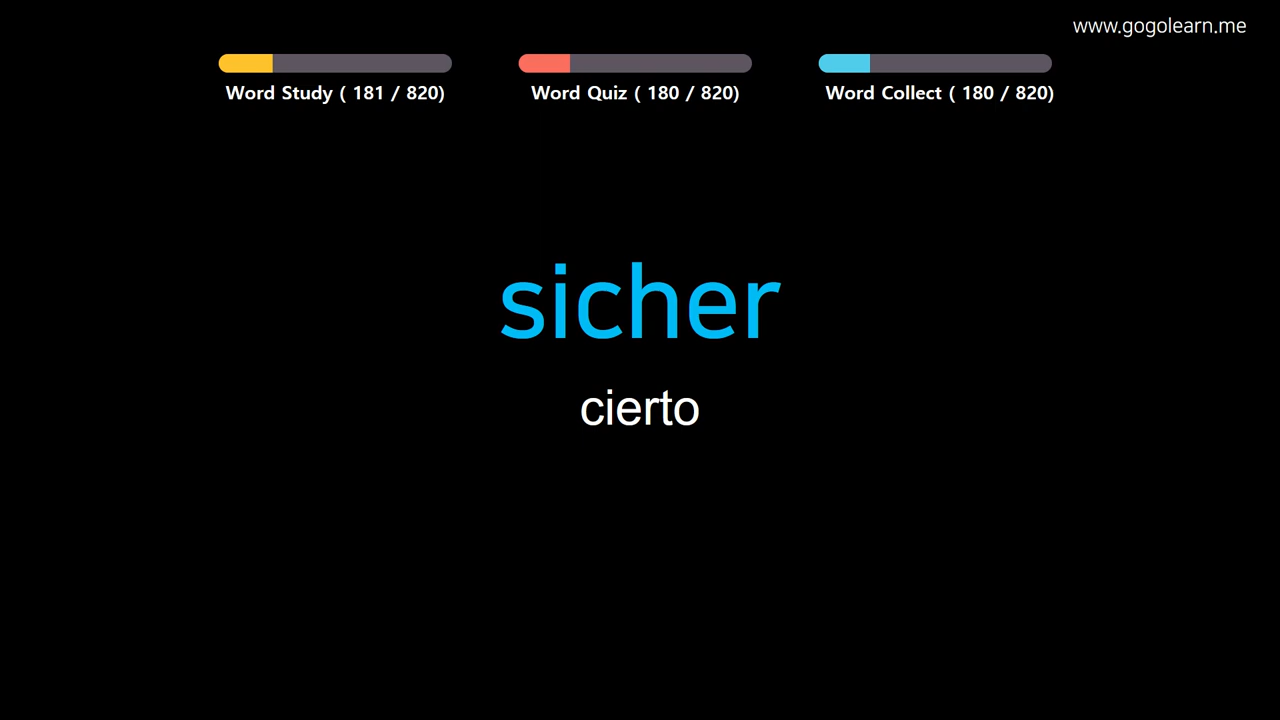 www.gogolearn.me
Word Study ( 181 / 820)
Word Quiz ( 180 / 820)
Word Collect ( 180 / 820)
sicher
cierto